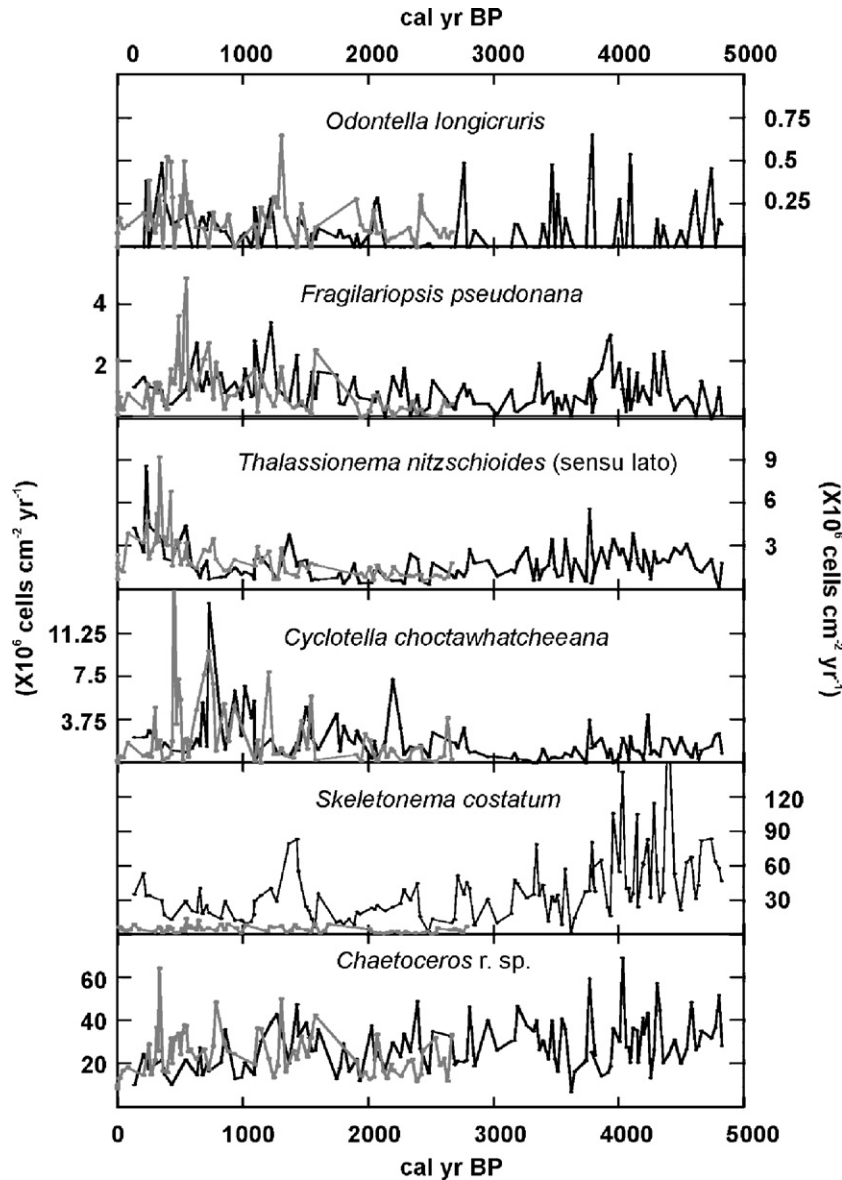 cal yr BP
0 1000 2000 3000 4000 5000
Odontella longicruris
0.75
0.5
0.25
Fragilariopsis pseudonana
4
2
Thalassionema nitzschioides (sensu lato)
9
6
3
(X10⁶ cells cm⁻² yr⁻¹)
(X10⁶ cells cm⁻² yr⁻¹)
Cyclotella choctawhatcheeana
11.25
7.5
3.75
Skeletonema costatum
120
90
60
30
Chaetoceros r. sp.
60
40
20
0 1000 2000 3000 4000 5000
cal yr BP